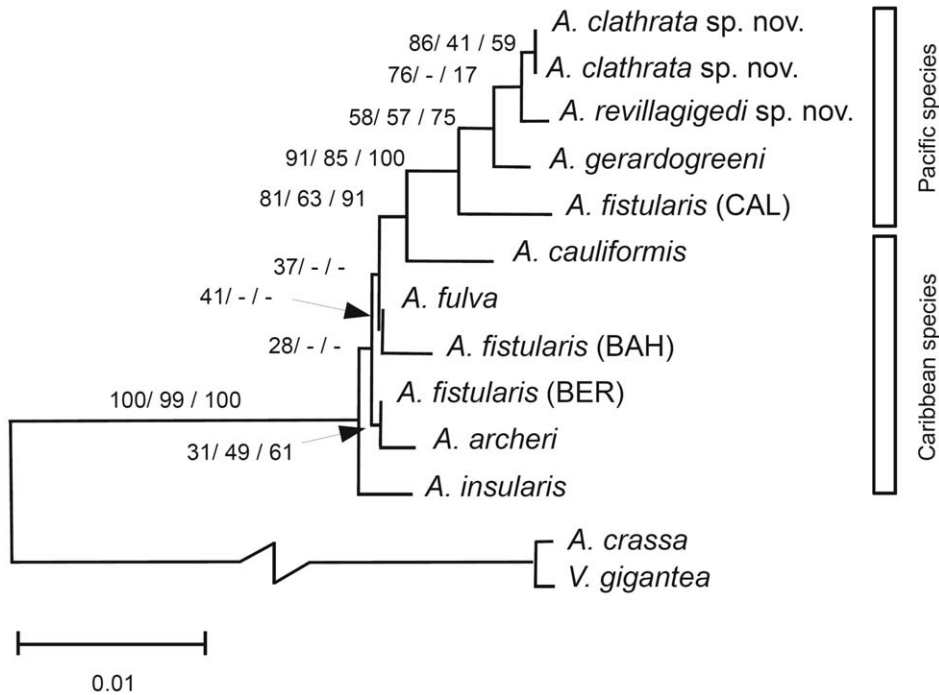 A. clathrata sp. nov.
86/ 41 / 59
A. clathrata sp. nov.
76/ - / 17
A. revillagigedi sp. nov.
58/ 57 / 75
A. gerardogreeni
91/ 85 / 100
81/ 63 / 91
A. fistularis (CAL)
A. cauliformis
37/ - / -
41/ - / -
A. fulva
28/ - / -
A. fistularis (BAH)
A. fistularis (BER)
100/ 99 / 100
31/ 49 / 61
A. archeri
A. insularis
A. crassa
V. gigantea
0.01
Pacific species
Caribbean species